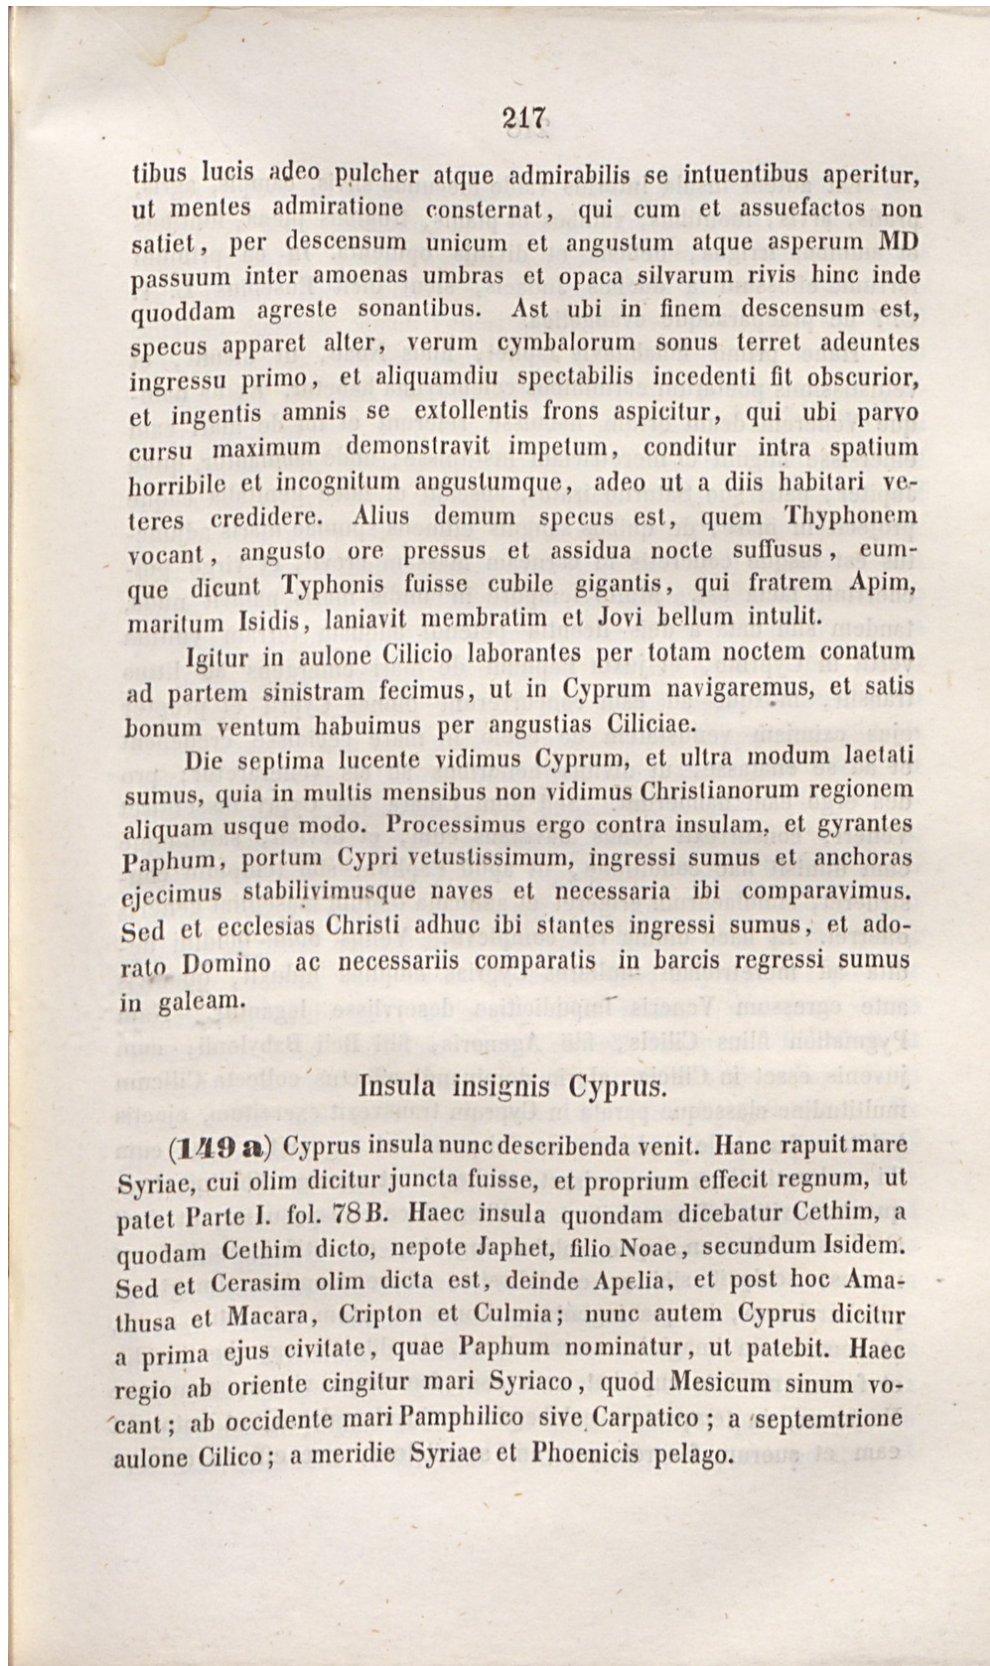 217
tibus lucis adeo pulcher atque admirabilis se intuentibus aperitur,
ut mentes admiratione consternat, qui cum et assuefactos non
satiet, per descensum unicum et angustum atque asperum MD
passuum inter amoenas umbras et opaca silvarum rivis hinc inde
quoddam agreste sonantibus. Ast ubi in finem descensum est,
specus apparet alter, verum cymbalorum sonus terret adeuntes
ingressu primo, et aliquamdiu spectabilis incedenti fit obscurior,
et ingentis amnis se extollentis frons aspicitur, qui ubi parvo
cursu maximum demonstravit impetum, conditur intra spatium
horribile et incognitum angustumque, adeo ut a diis habitari ve-
teres credidere. Alius demum specus est, quem Thyphonem
vocant, angusto ore pressus et assidua nocte suffusus, eum-
que dicunt Typhonis fuisse cubile gigantis, qui fratrem Apim,
maritum Isidis, laniavit membratim et Jovi bellum intulit.
Igitur in aulone Cilicio laborantes per totam noctem conatum
ad partem sinistram fecimus, ut in Cyprum navigaremus, et satis
bonum ventum habuimus per angustias Ciliciae.
Die septima lucente vidimus Cyprum, et ultra modum laetati
sumus, quia in multis mensibus non vidimus Christianorum regionem
aliquam usque modo. Processimus ergo contra insulam, et gyrantes
Paphum, portum Cypri vetustissimum, ingressi sumus et anchoras
ejecimus stabilivimusque naves et necessaria ibi comparavimus.
Sed et ecclesias Christi adhuc ibi stantes ingressi sumus, et ado-
rato Domino ac necessariis comparatis in barcis regressi sumus
in galeam.
Insula insignis Cyprus.
(149 a) Cyprus insula nunc describenda venit. Hanc rapuit mare
Syriae, cui olim dicitur juncta fuisse, et proprium effecit regnum, ut
patet Parte I. fol. 78 B. Haec insula quondam dicebatur Cethim, a
quodam Cethim dicto, nepote Japhet, filio Noae, secundum Isidem.
Sed et Cerasim olim dicta est, deinde Apelia, et post hoc Ama-
thusa et Macara, Cripton et Culmia; nunc autem Cyprus dicitur
a prima ejus civitate, quae Paphum nominatur, ut patebit. Haec
regio ab oriente cingitur mari Syriaco, quod Mesicum sinum vo-
cant; ab occidente mari Pamphilico sive Carpatico; a septemtrione
aulone Cilico; a meridie Syriae et Phoenicis pelago.